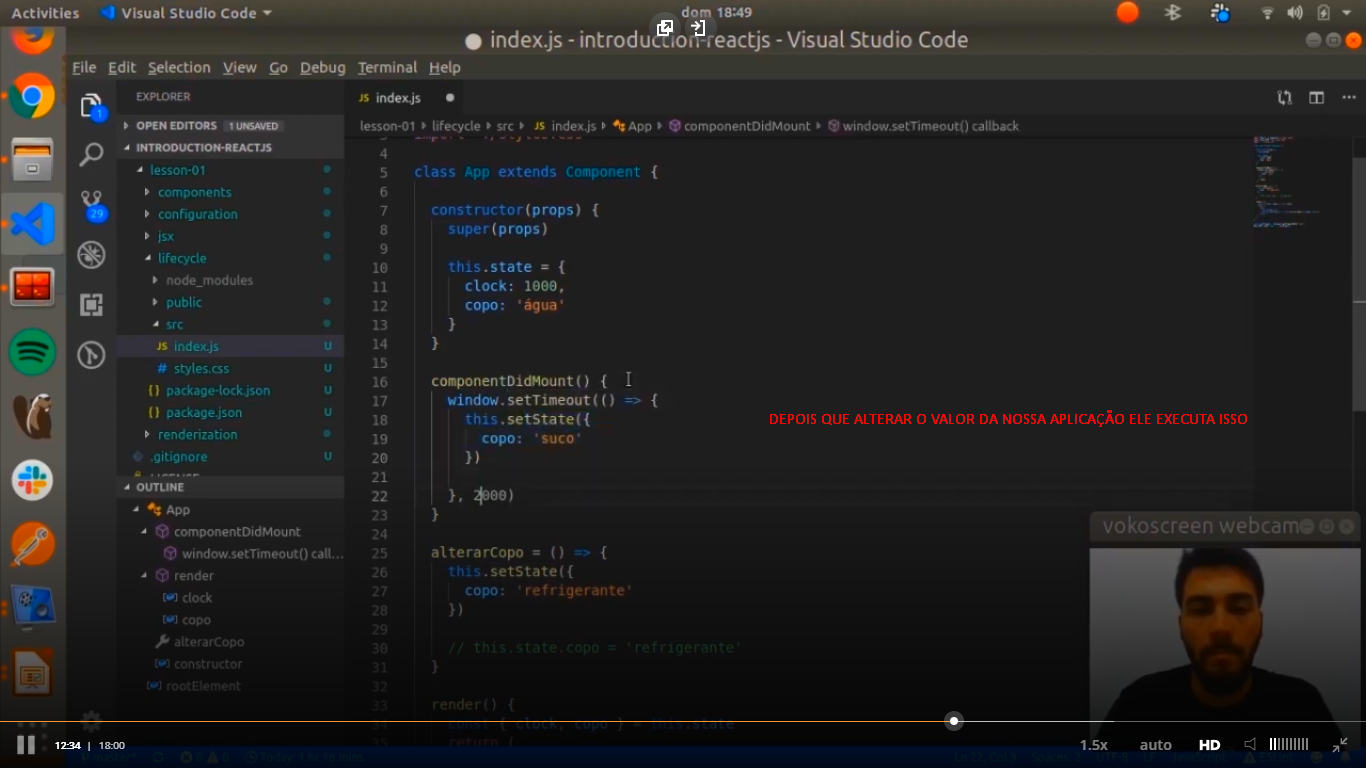 Activities
Visual Studio Code
dom 18:49
index.js - introduction-reactjs - Visual Studio Code
File Edit Selection View Go Debug Terminal Help
EXPLORER
OPEN EDITORS 1 UNSAVED
INTRODUCTION-REACTJS
lesson-01
components
configuration
jsx
lifecycle
node_modules
public
src
JS index.js U
# styles.css U
{} package-lock.json U
{} package.json U
renderization
.gitignore U
LICENSE
OUTLINE
App
componentDidMount
window.setTimeout() call...
render
clock
copo
alterarCopo
constructor
rootElement
1
29
JS index.js
lesson-01 › lifecycle › src › JS index.js › App › componentDidMount › window.setTimeout() callback
4
5 class App extends Component {
6
7 constructor(props) {
8 super(props)
9
10 this.state = {
11 clock: 1000,
12 copo: 'água'
13 }
14 }
15
16 componentDidMount() {
17 window.setTimeout(() => {
18 this.setState({
19 copo: 'suco'
20 })
21
22 }, 2000)
23 }
24
25 alterarCopo = () => {
26 this.setState({
27 copo: 'refrigerante'
28 })
29
30 // this.state.copo = 'refrigerante'
31 }
32
33 render() {
34 const { clock, copo } = this.state
35 return (
DEPOIS QUE ALTERAR O VALOR DA NOSSA APLICAÇÃO ELE EXECUTA ISSO
vokoscreen webcam
12:34 | 18:00
1.5x auto HD